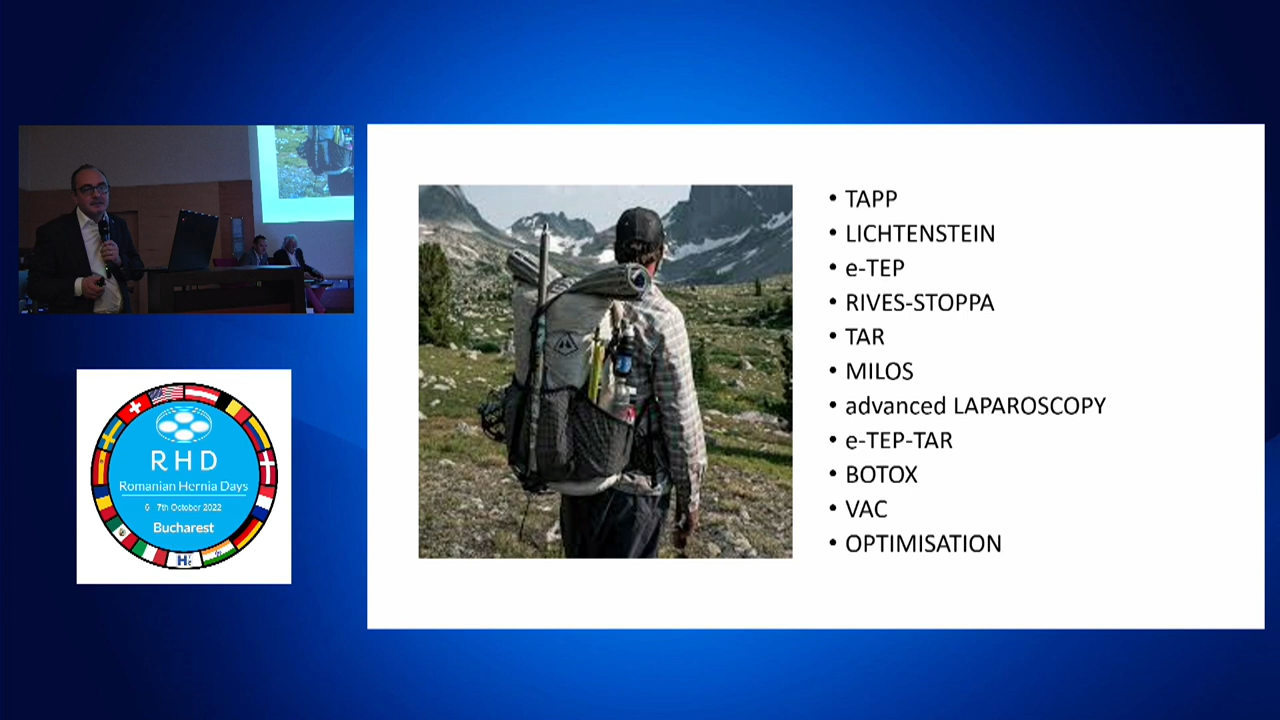 TAPP
LICHTENSTEIN
e-TEP
RIVES-STOPPA
TAR
MILOS
advanced LAPAROSCOPY
e-TEP-TAR
BOTOX
VAC
OPTIMISATION
RHD
Romanian Hernia Days
6 - 7th October 2022
Bucharest